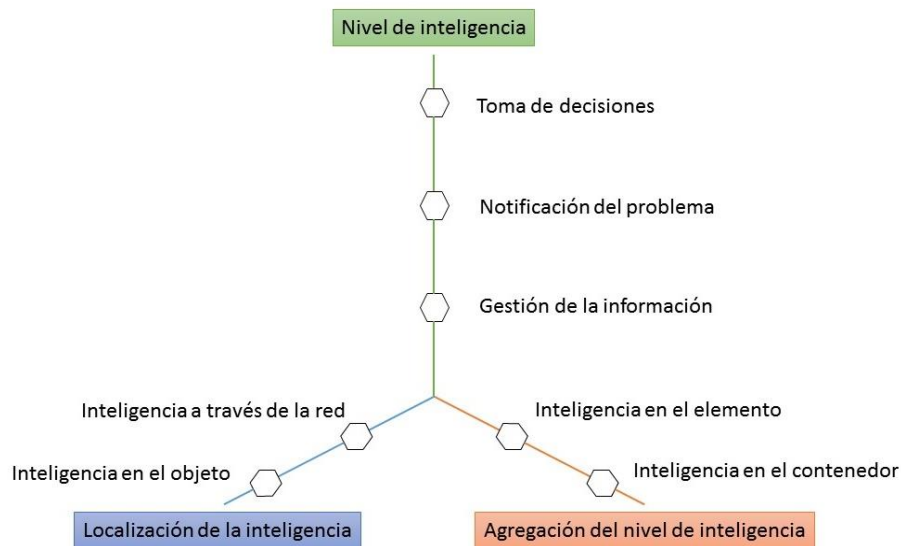 Nivel de inteligencia
Toma de decisiones
Notificación del problema
Gestión de la información
Inteligencia a través de la red
Inteligencia en el elemento
Inteligencia en el objeto
Inteligencia en el contenedor
Localización de la inteligencia
Agregación del nivel de inteligencia